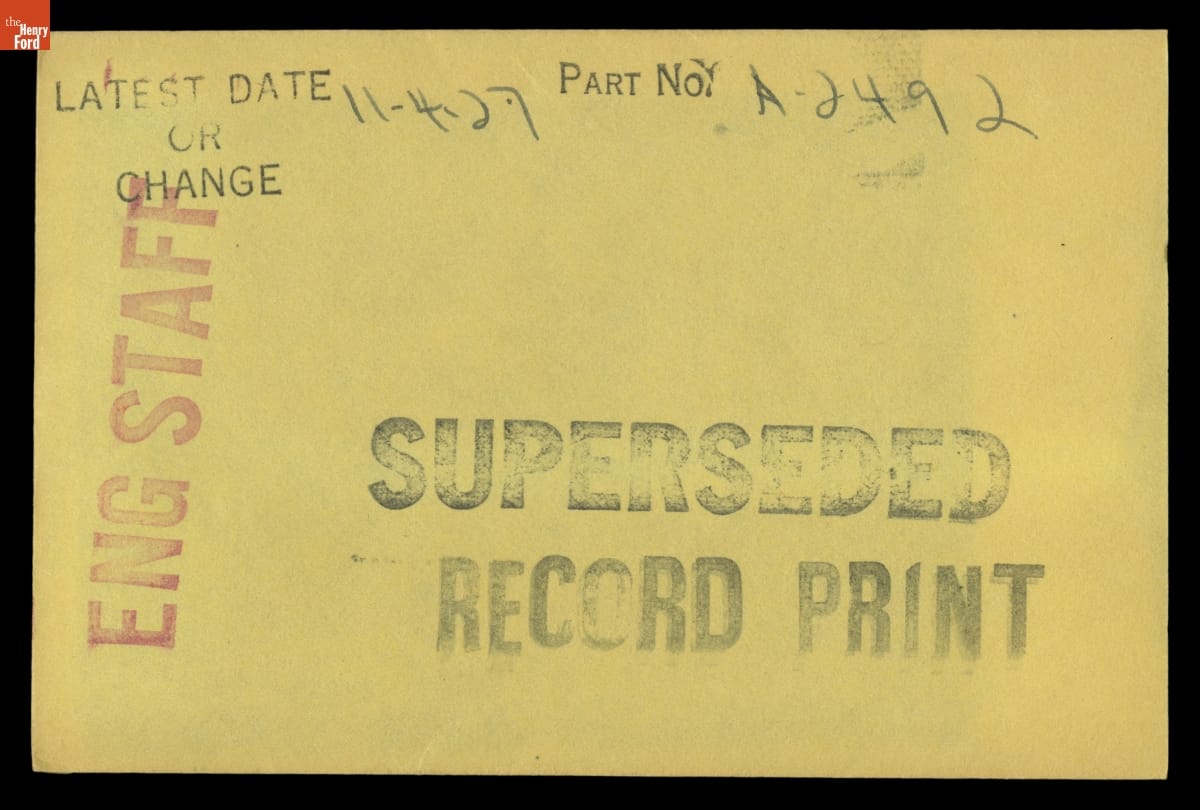 the
Henry
Ford
LATEST DATE 11-4-27.
OR
CHANGE
PART NO. A-2492
ENG STAFF
SUPERSEDED
RECORD PRINT